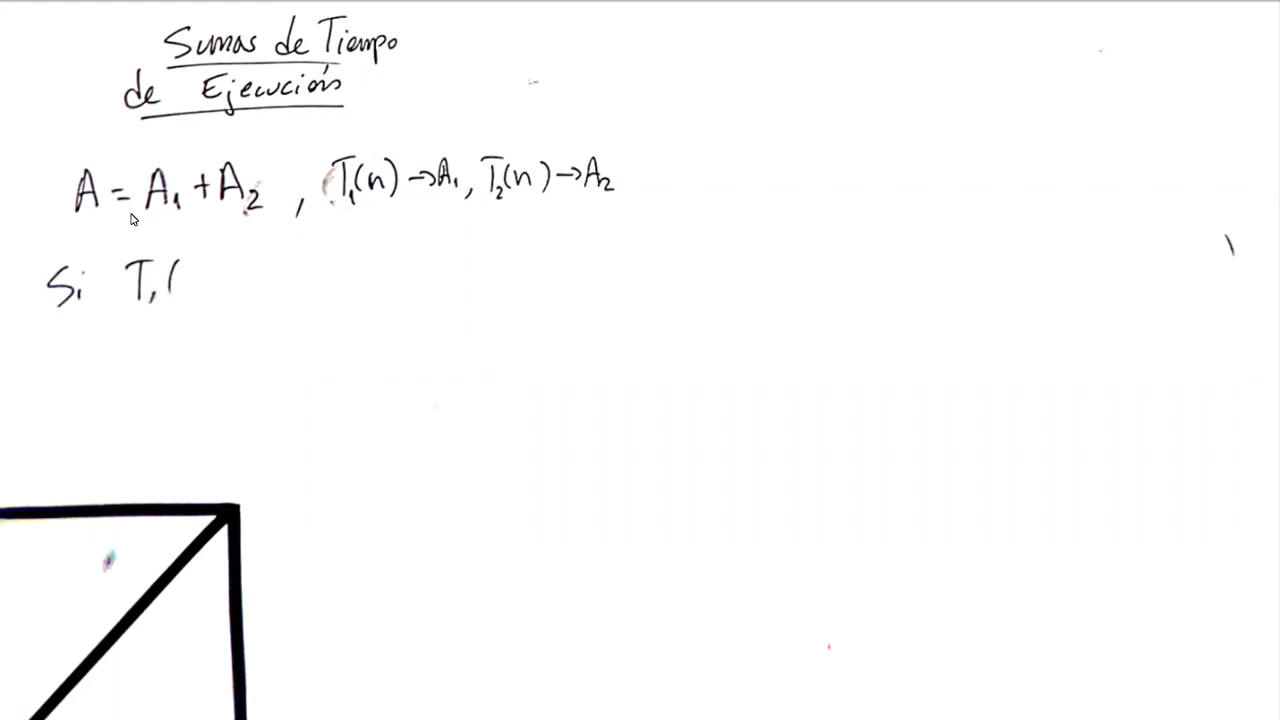 Sumas de Tiempo
de Ejecución
A = A₁ + A₂ , T₁(n) → A₁, T₂(n) → A₂
Si T₁(